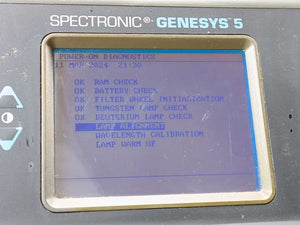 SPECTRONIC® GENESYS™ 5
POWER-ON DIAGNOSTICS
11 MAR 2024 21:30
OK RAM CHECK
OK BATTERY CHECK
OK FILTER WHEEL INITIALIZATION
OK TUNGSTEN LAMP CHECK
OK DEUTERIUM LAMP CHECK
LAMP ALIGNMENT
WAVELENGTH CALIBRATION
LAMP WARM UP